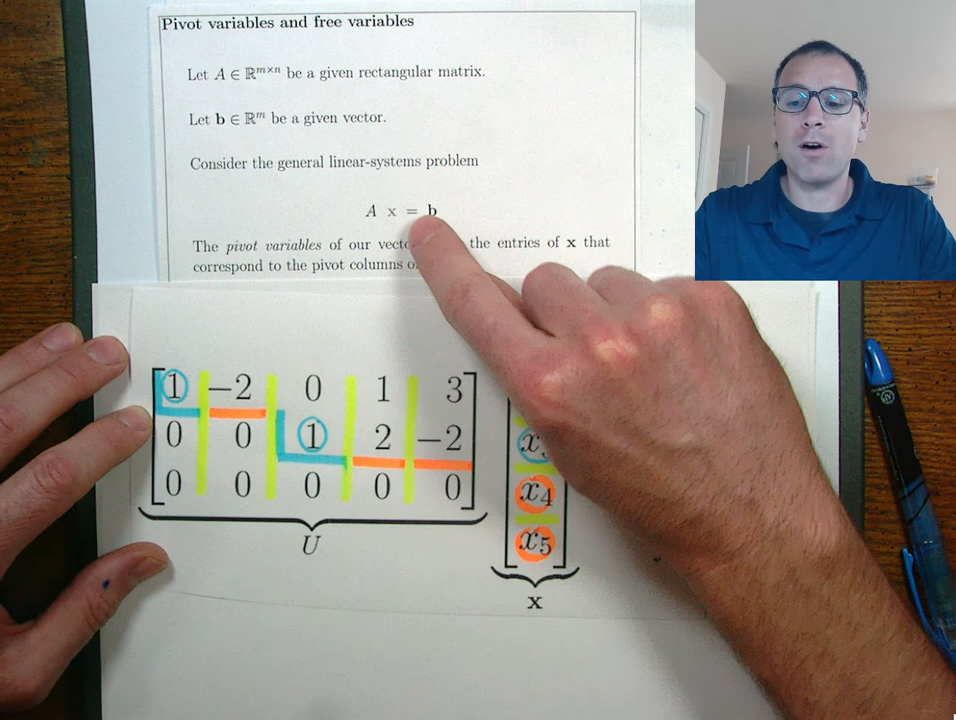 Pivot variables and free variables
Let A ∈ ℝ^{m×n} be a given rectangular matrix.
Let b ∈ ℝ^m be a given vector.
Consider the general linear-systems problem
A x = b
The pivot variables of our the entries of x that
correspond to the pivot columns
1 −2 0 1 3
0 0 1 2 −2
0 0 0 0 0
U
x
x4
x5
x